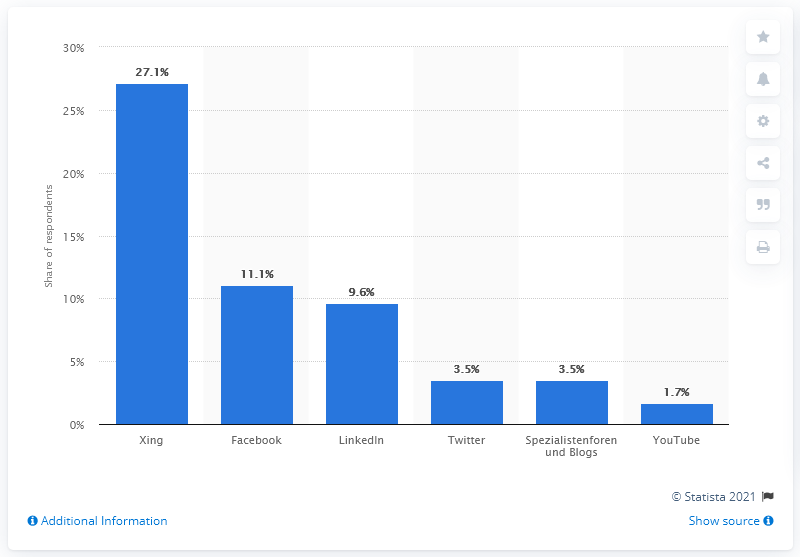 30%
25%
20%
15%
10%
5%
0%
Share of respondents
27.1%
11.1%
9.6%
3.5%
3.5%
1.7%
Xing
Facebook
LinkedIn
Twitter
Spezialistenforen
und Blogs
YouTube
© Statista 2021
Additional Information
Show source